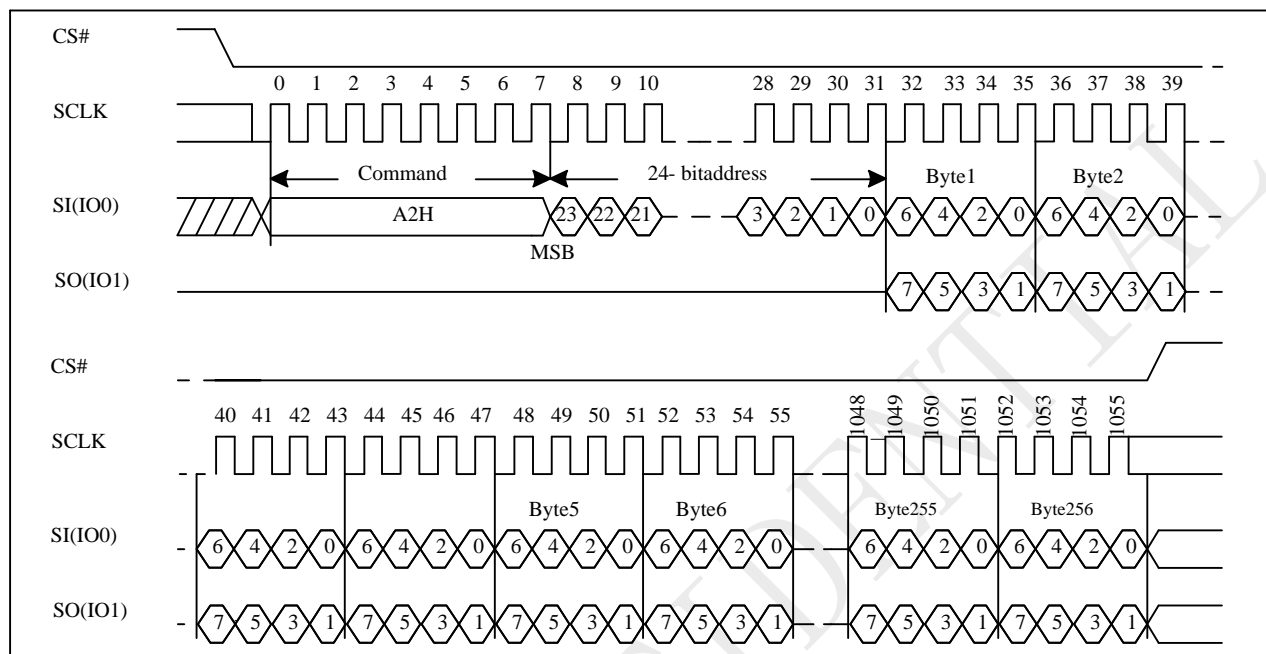 CS#
0 1 2 3 4 5 6 7 8 9 10 28 29 30 31 32 33 34 35 36 37 38 39
SCLK
Command 24- bitaddress Byte1 Byte2
SI(IO0) A2H 23 22 21 3 2 1 0 6 4 2 0 6 4 2 0
MSB
SO(IO1) 7 5 3 1 7 5 3 1
CS#
40 41 42 43 44 45 46 47 48 49 50 51 52 53 54 55 1048 1049 1050 1051 1052 1053 1054 1055
SCLK
Byte5 Byte6 Byte255 Byte256
SI(IO0) 6 4 2 0 6 4 2 0 6 4 2 0 6 4 2 0 6 4 2 0 6 4 2 0
SO(IO1) 7 5 3 1 7 5 3 1 7 5 3 1 7 5 3 1 7 5 3 1 7 5 3 1
NDENTIAL